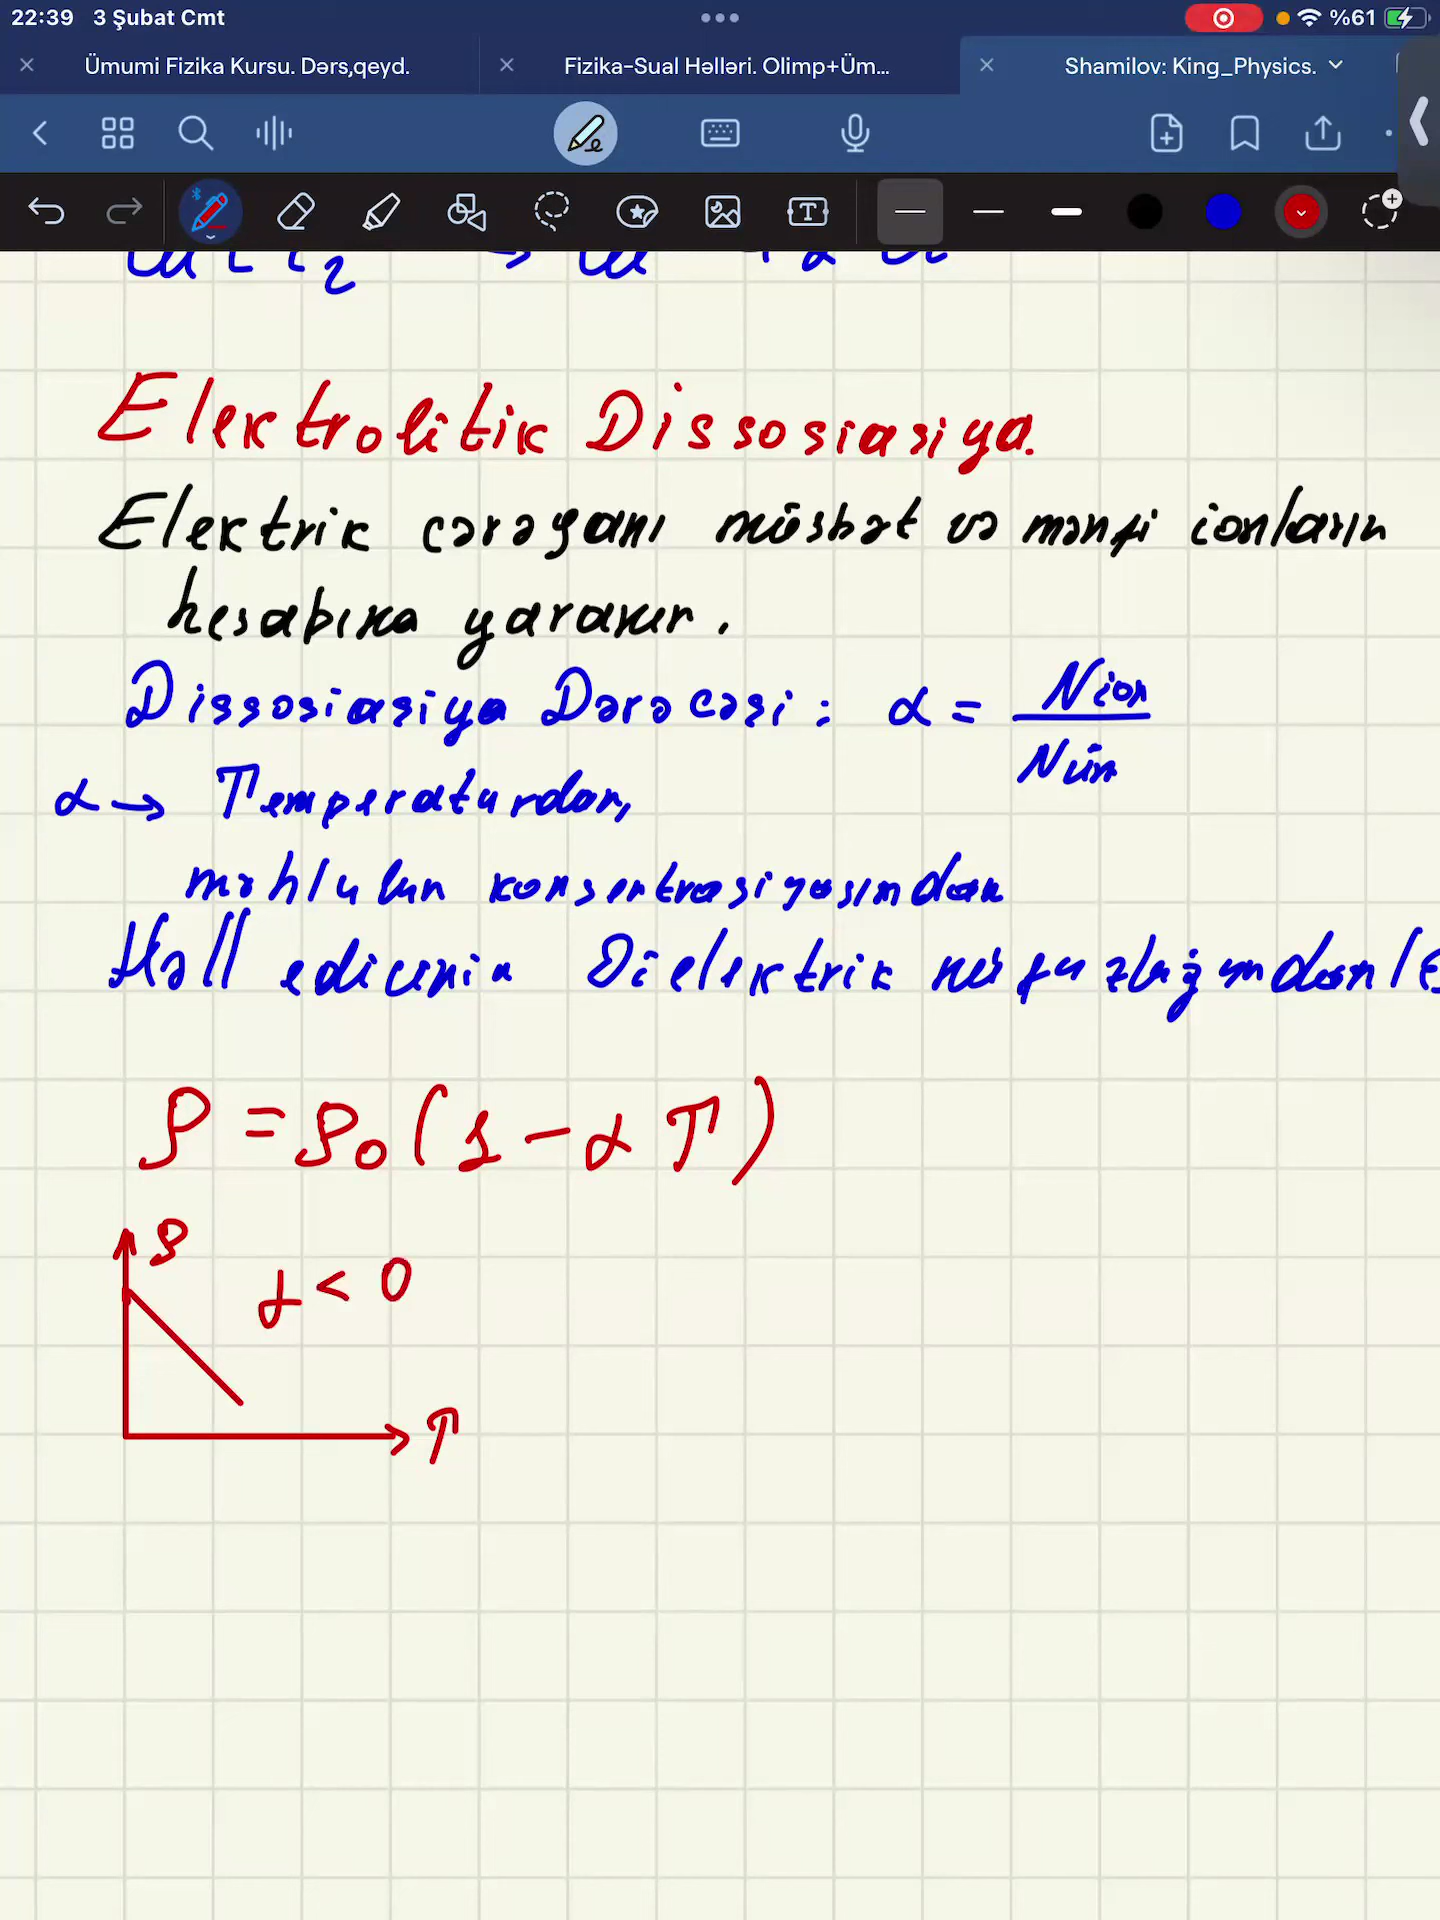 22:39 3 Şubat Cmt %61
Ümumi Fizika Kursu. Dərs,qeyd. Fizika-Sual Həlləri. Olimp+Üm... Shamilov: King_Physics.
Elektrolitik Dissosiasiya.
Elektrik cərəyanı müsbət və mənfi ionların
hesabına yaranır.
Dissosiasiya Dərəcəsi: α = Nion/Nüm
α → Temperaturdan,
məhlulun konsentrasiyasından
Həll edicinin Dielektrik nüfuzluğundan (ε
ρ = ρ₀(1 - αT)
ρ
α < 0
T